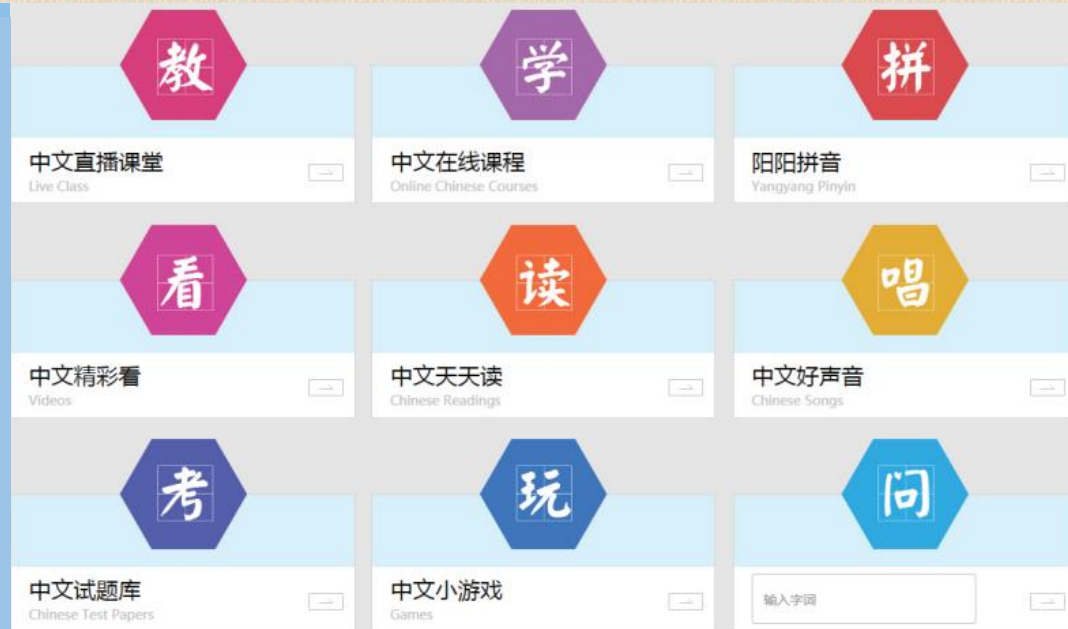 教
学
拼
中文直播课堂
Live Class
中文在线课程
Online Chinese Courses
阳阳拼音
Yangyang Pinyin
看
读
唱
中文精彩看
Videos
中文天天读
Chinese Readings
中文好声音
Chinese Songs
考
玩
问
中文试题库
Chinese Test Papers
中文小游戏
Games
输入字词